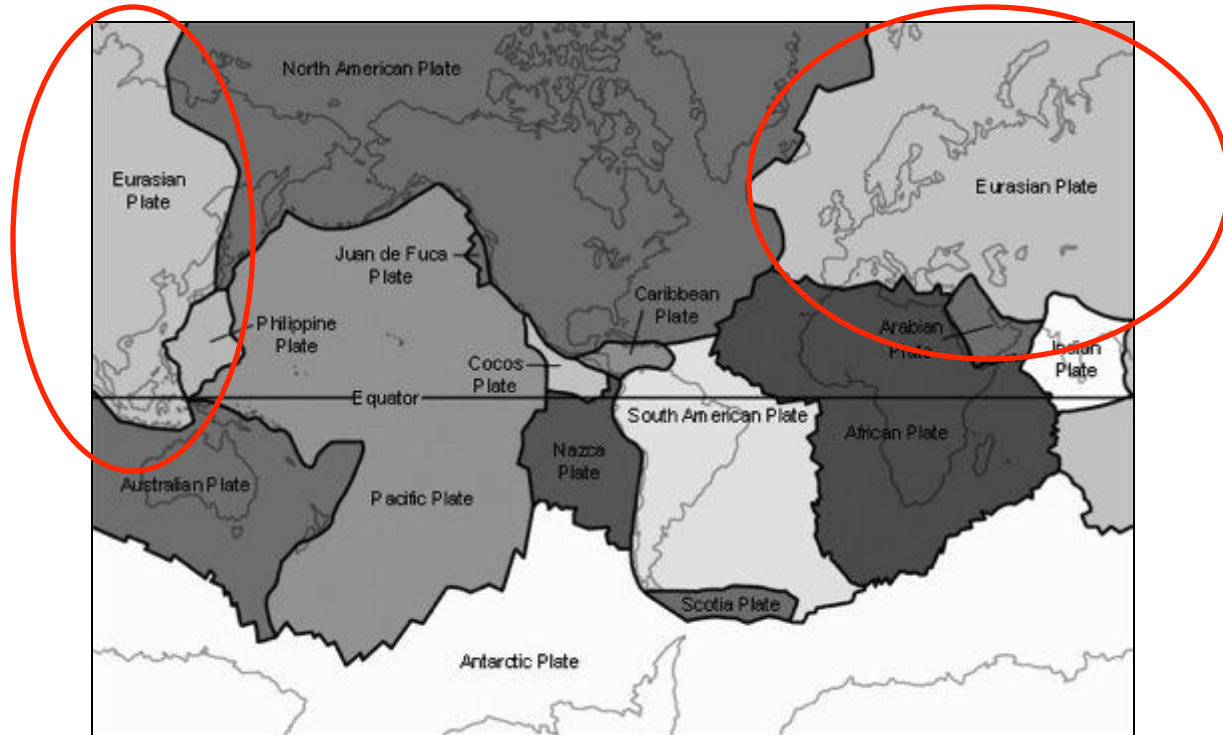 North American Plate
Eurasian
Plate
Eurasian Plate
Juan de Fuca
Plate
Caribbean
Plate
Philippine
Plate
Arabian
Plate
Indian
Plate
Cocos
Plate
Equator
South American Plate
African Plate
Nazca
Plate
Australian Plate
Pacific Plate
Scotia Plate
Antarctic Plate